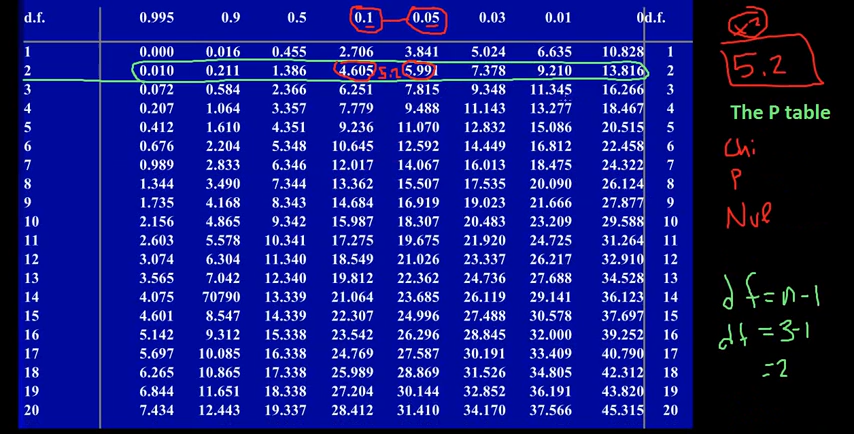 d.f. 0.995 0.9 0.5 0.1 0.05 0.03 0.01 0d.f.
1 0.000 0.016 0.455 2.706 3.841 5.024 6.635 10.828 1
2 0.010 0.211 1.386 4.605 5.2 5.991 7.378 9.210 13.816 2
3 0.072 0.584 2.366 6.251 7.815 9.348 11.345 16.266 3
4 0.207 1.064 3.357 7.779 9.488 11.143 13.277 18.467 4
5 0.412 1.610 4.351 9.236 11.070 12.832 15.086 20.515 5
6 0.676 2.204 5.348 10.645 12.592 14.449 16.812 22.458 6
7 0.989 2.833 6.346 12.017 14.067 16.013 18.475 24.322 7
8 1.344 3.490 7.344 13.362 15.507 17.535 20.090 26.124 8
9 1.735 4.168 8.343 14.684 16.919 19.023 21.666 27.877 9
10 2.156 4.865 9.342 15.987 18.307 20.483 23.209 29.588 10
11 2.603 5.578 10.341 17.275 19.675 21.920 24.725 31.264 11
12 3.074 6.304 11.340 18.549 21.026 23.337 26.217 32.910 12
13 3.565 7.042 12.340 19.812 22.362 24.736 27.688 34.528 13
14 4.075 70790 13.339 21.064 23.685 26.119 29.141 36.123 14
15 4.601 8.547 14.339 22.307 24.996 27.488 30.578 37.697 15
16 5.142 9.312 15.338 23.542 26.296 28.845 32.000 39.252 16
17 5.697 10.085 16.338 24.769 27.587 30.191 33.409 40.790 17
18 6.265 10.865 17.338 25.989 28.869 31.526 34.805 42.312 18
19 6.844 11.651 18.338 27.204 30.144 32.852 36.191 43.820 19
20 7.434 12.443 19.337 28.412 31.410 34.170 37.566 45.315 20
x²
5.2
The P table
Chi
P
Nul
df=n-1
df=3-1
=2